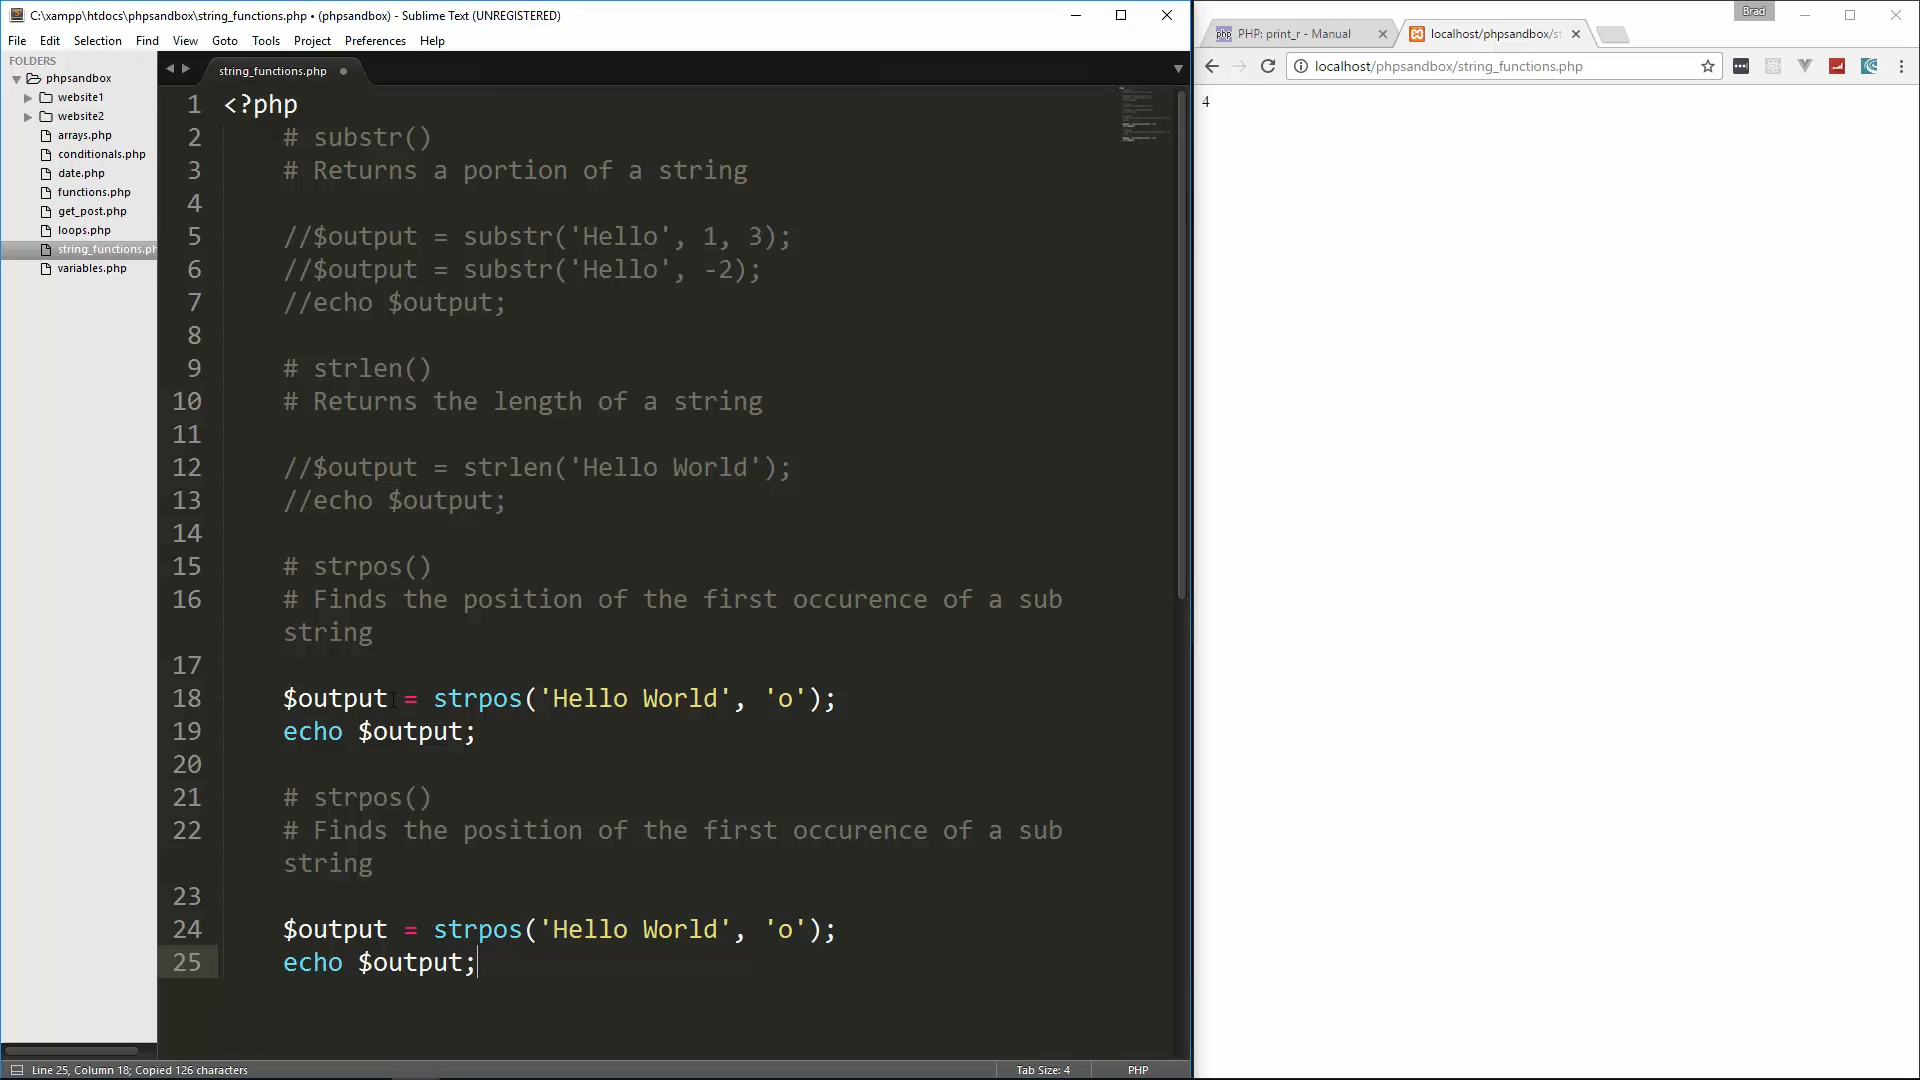 C:\xampp\htdocs\phpsandbox\string_functions.php • (phpsandbox) - Sublime Text (UNREGISTERED)
File Edit Selection Find View Goto Tools Project Preferences Help
FOLDERS
phpsandbox
website1
website2
arrays.php
conditionals.php
date.php
functions.php
get_post.php
loops.php
string_functions.ph
variables.php
string_functions.php
1 <?php
2 # substr()
3 # Returns a portion of a string
4
5 //$output = substr('Hello', 1, 3);
6 //$output = substr('Hello', -2);
7 //echo $output;
8
9 # strlen()
10 # Returns the length of a string
11
12 //$output = strlen('Hello World');
13 //echo $output;
14
15 # strpos()
16 # Finds the position of the first occurence of a sub
string
17
18 $output = strpos('Hello World', 'o');
19 echo $output;
20
21 # strpos()
22 # Finds the position of the first occurence of a sub
string
23
24 $output = strpos('Hello World', 'o');
25 echo $output;
Line 25, Column 18; Copied 126 characters
Tab Size: 4
PHP
Brad
php PHP: print_r - Manual
localhost/phpsandbox/st
localhost/phpsandbox/string_functions.php
4